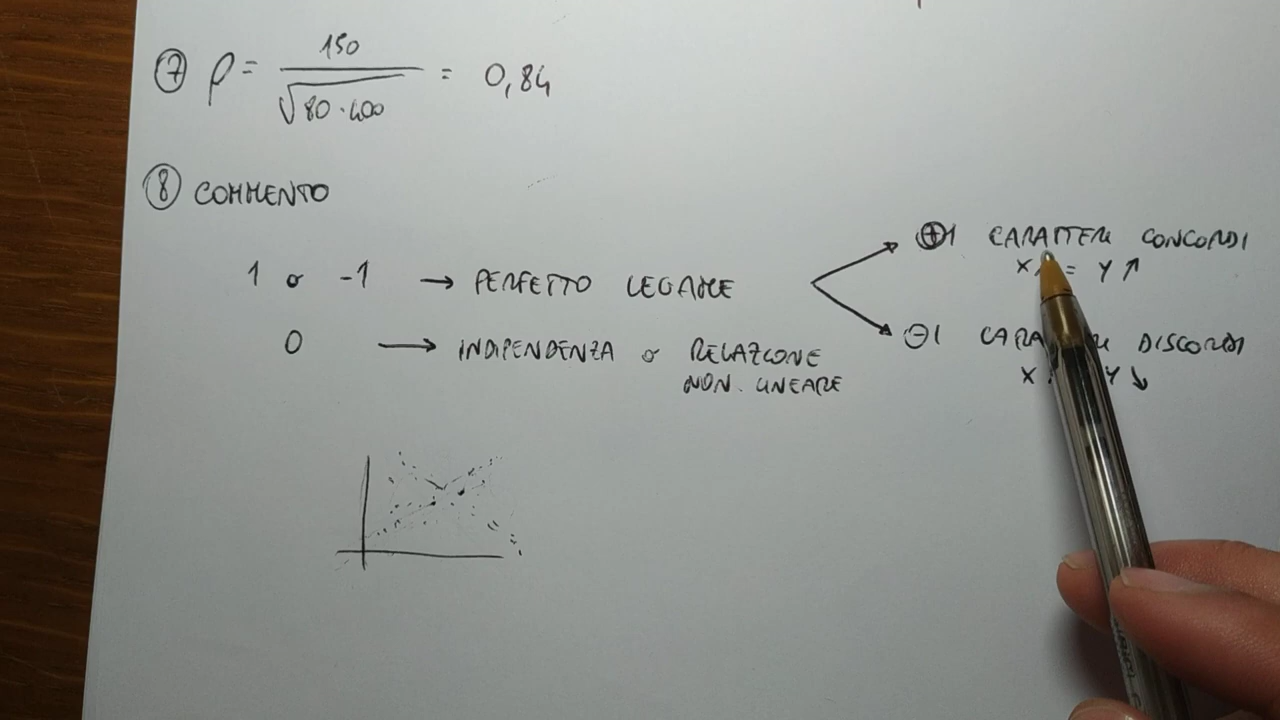 ⑦ ρ = 150 / √80·400 = 0,84
⑧ COMMENTO
1 o -1 → PERFETTO LEGAME
⊕1 CARATTERI CONCORDI
X = Y ↑
⊖1 DISCORDI
X Y ↘
0 → INDIPENDENZA o RELAZIONE
NON. LINEARE